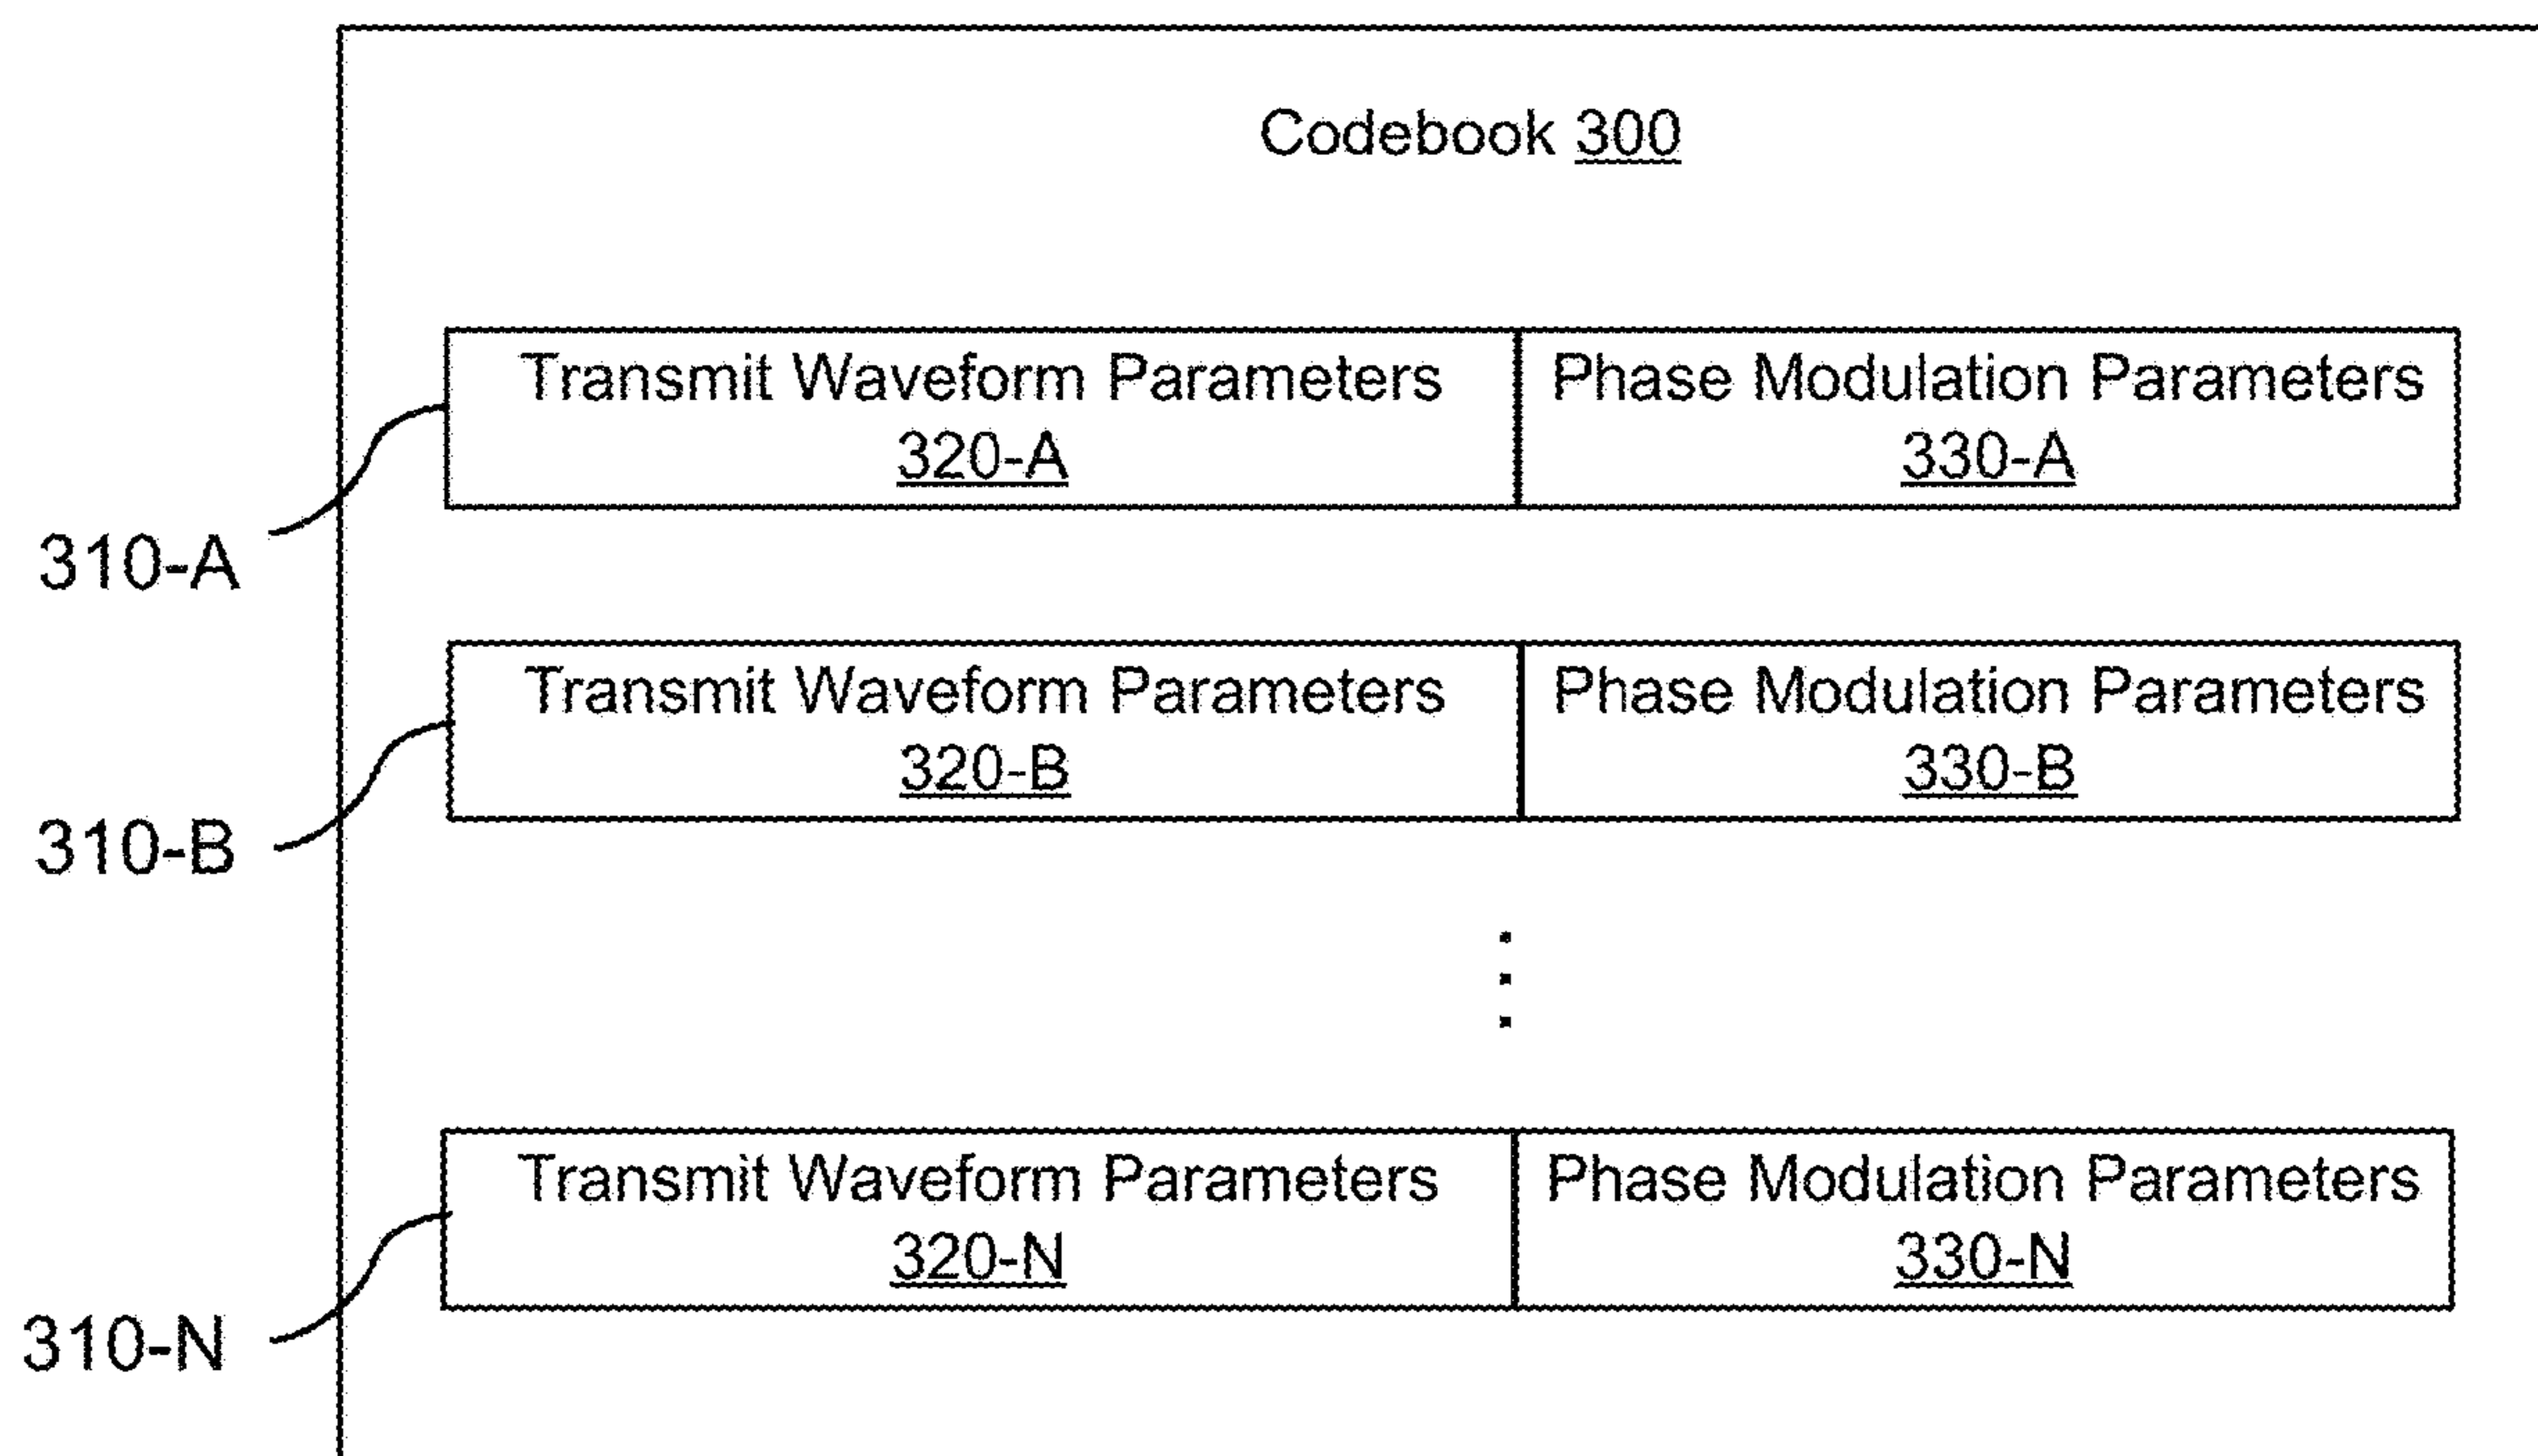 Codebook 300
Transmit Waveform Parameters
320-A
Phase Modulation Parameters
330-A
310-A
Transmit Waveform Parameters
320-B
Phase Modulation Parameters
330-B
310-B
Transmit Waveform Parameters
320-N
Phase Modulation Parameters
330-N
310-N